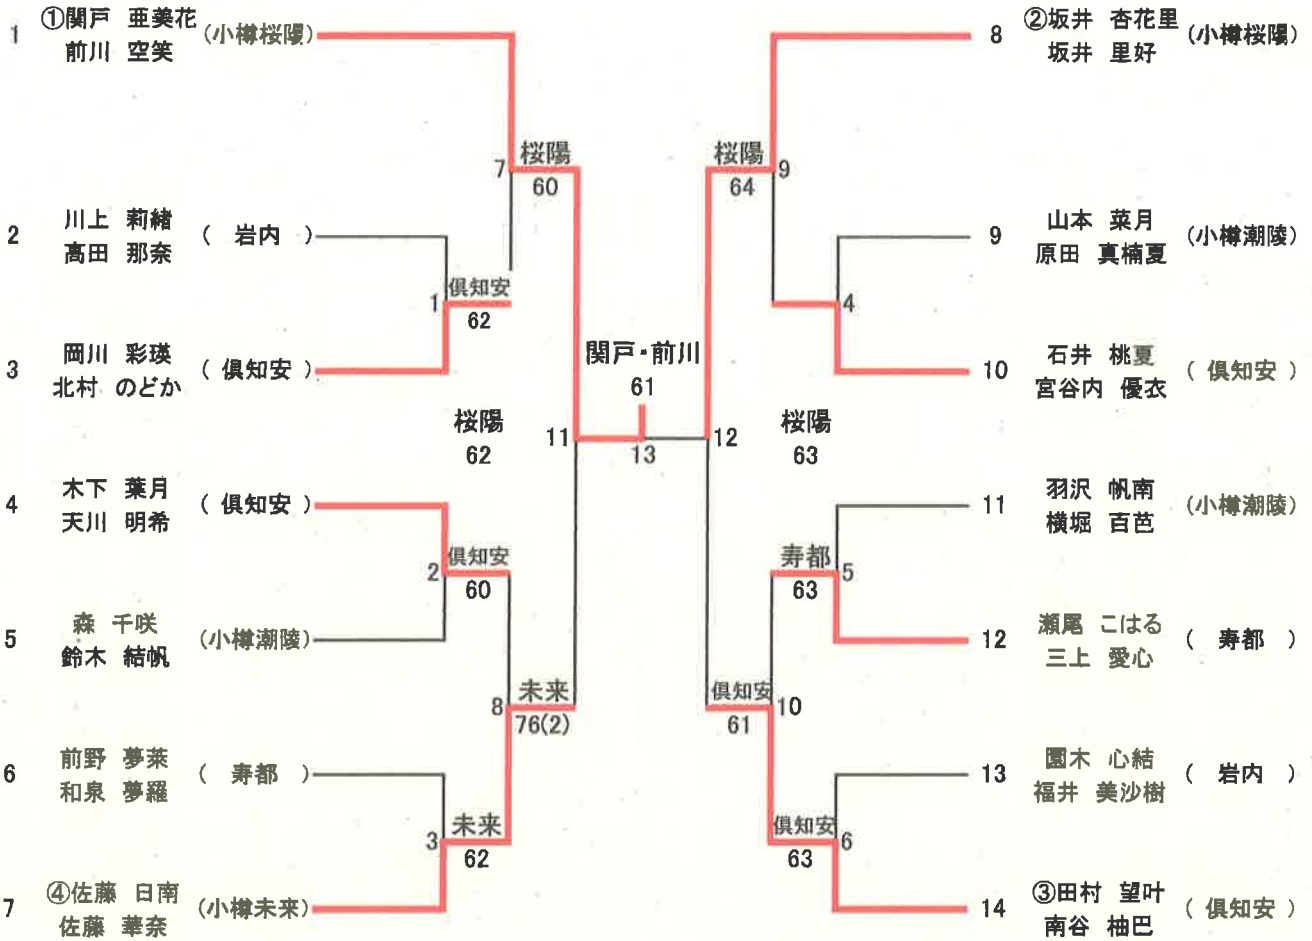 1 ①関戸 亜美花 (小樽桜陽)
前川 空笑
2 川上 莉緒 ( 岩内 )
高田 那奈
3 岡川 彩瑛 ( 倶知安 )
北村 のどか
4 木下 葉月 ( 倶知安 )
天川 明希
5 森 千咲 (小樽潮陵)
鈴木 結帆
6 前野 夢菜 ( 寿都 )
和泉 夢羅
7 ④佐藤 日南 (小樽未来)
佐藤 華奈
7 桜陽
60
1 倶知安
62
桜陽 11
62
2 倶知安
60
8 未来
76(2)
3 未来
62
関戸・前川
61
13
桜陽 9
64
4
12 桜陽
63
寿都 5
63
倶知安 10
61
倶知安 6
63
8 ②坂井 杏花里 (小樽桜陽)
坂井 里好
9 山本 菜月 (小樽潮陵)
原田 真楠夏
10 石井 桃夏 ( 倶知安 )
宮谷内 優衣
11 羽沢 帆南 (小樽潮陵)
横堀 百芭
12 瀬尾 こはる ( 寿都 )
三上 愛心
13 園木 心結 ( 岩内 )
福井 美沙樹
14 ③田村 望叶 ( 倶知安 )
南谷 柚巴